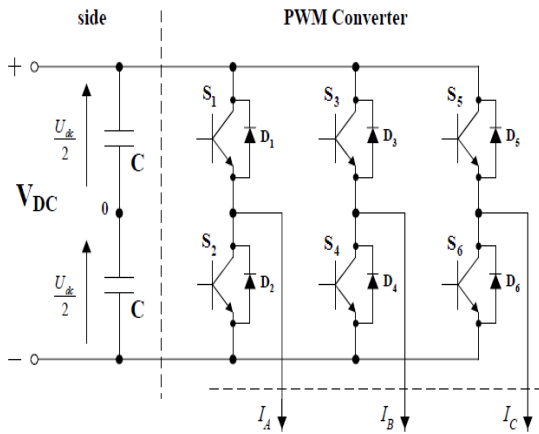 side PWM Converter
+
S1 S3 S5
D1 D3 D5
Udc/2
C
VDC
0
S2 S4 S6
D2 D4 D6
Udc/2
C
−
IA IB IC